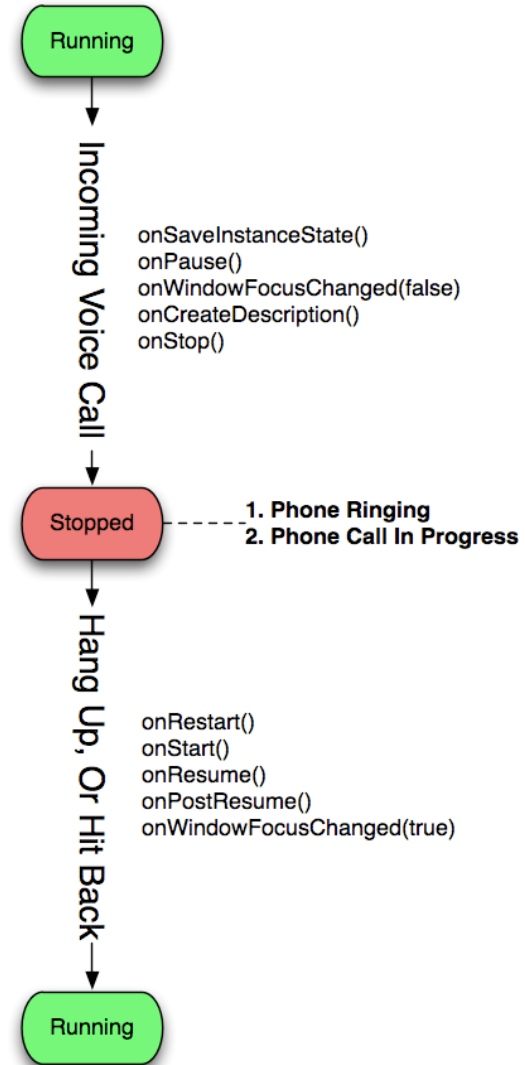 Running
Incoming Voice Call
onSaveInstanceState()
onPause()
onWindowFocusChanged(false)
onCreateDescription()
onStop()
Stopped
1. Phone Ringing
2. Phone Call In Progress
Hang Up, Or Hit Back
onRestart()
onStart()
onResume()
onPostResume()
onWindowFocusChanged(true)
Running